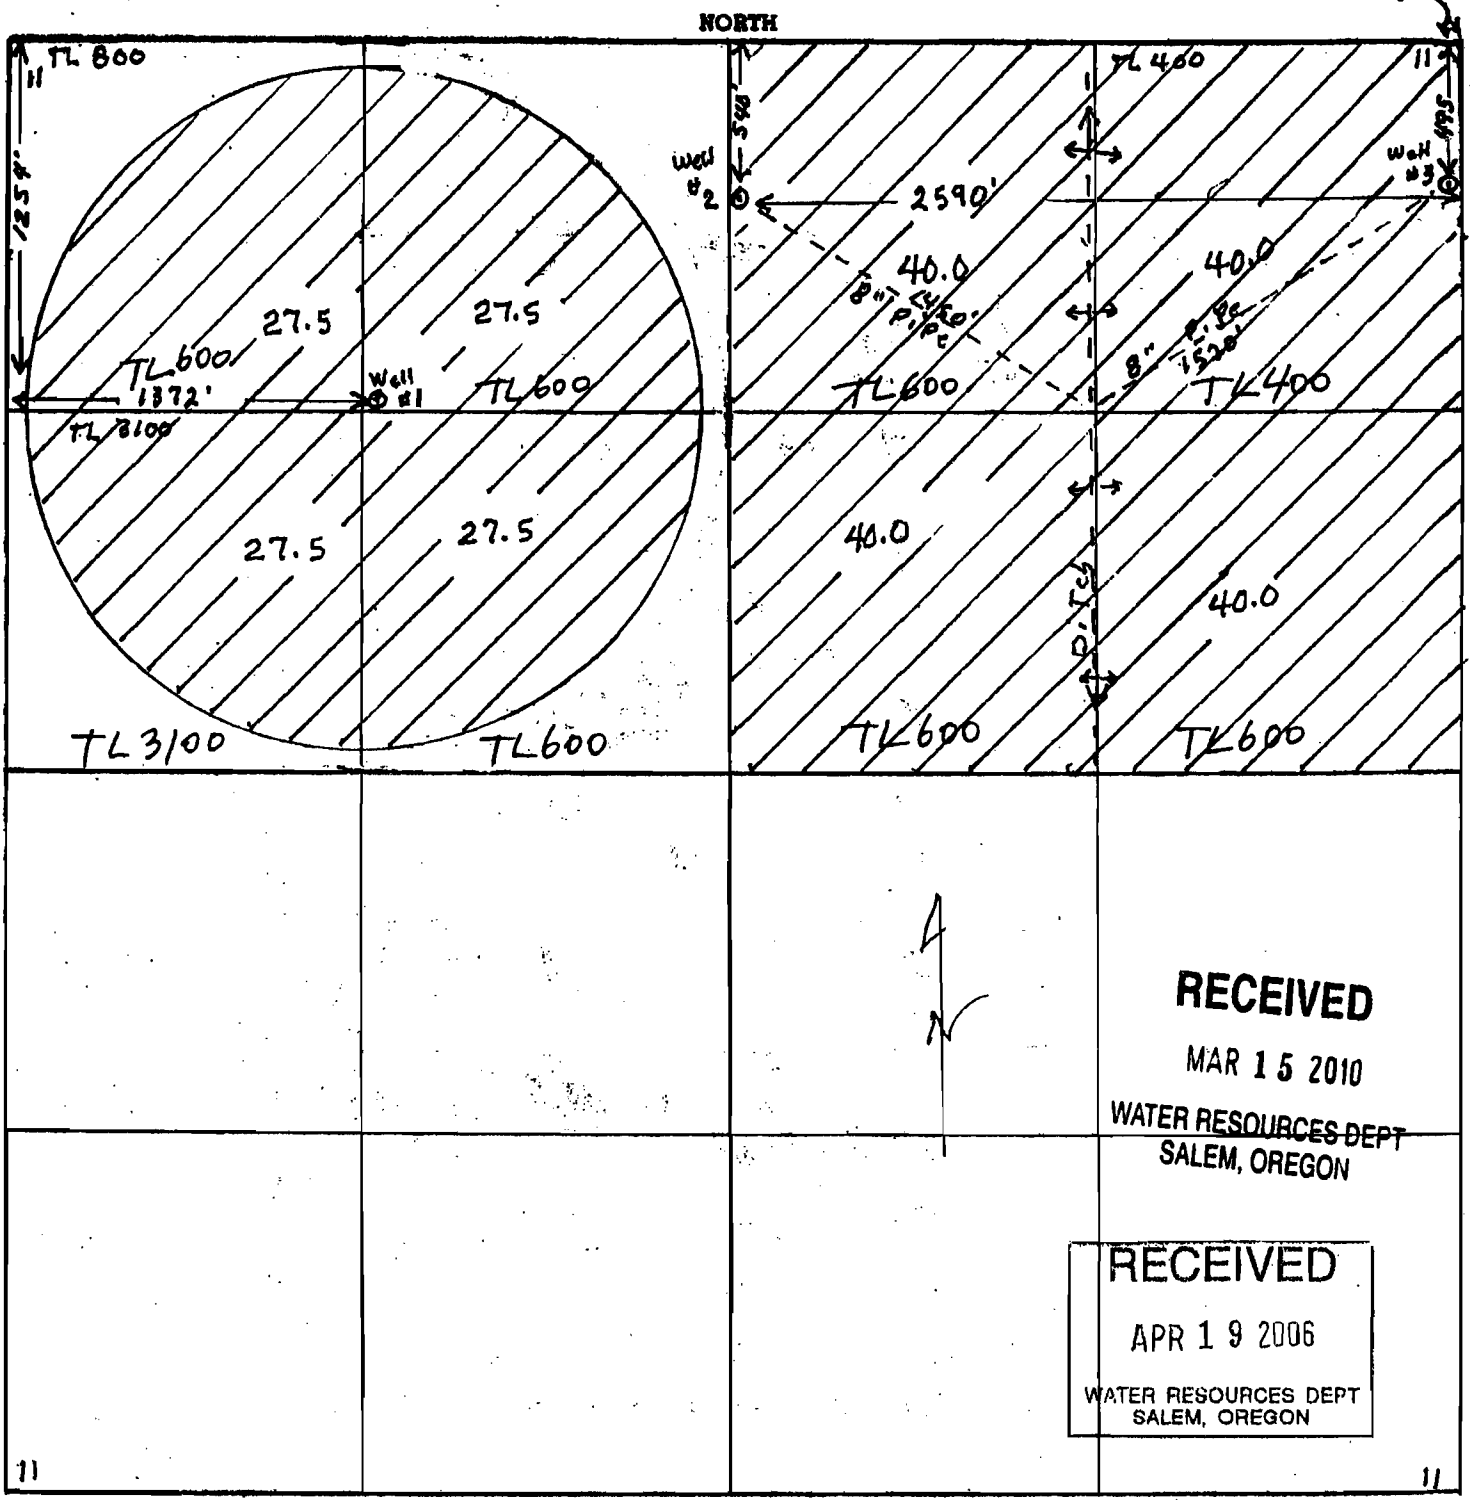 NORTH
TL 800
11
1254'
27.5
27.5
TL 600
1372'
Well
#1
TL 600
TL 3100
27.5
27.5
TL 3100
TL 600
540'
Well
#2
2590'
TL 400
11
495
Well
#3
40.0
40.0
8"
Pipe
8"
1520'
TL 600
TL 400
40.0
40.0
Ditch
TL 600
TL 600
N
RECEIVED
MAR 15 2010
WATER RESOURCES DEPT
SALEM, OREGON
RECEIVED
APR 19 2006
WATER RESOURCES DEPT
SALEM, OREGON
11
11